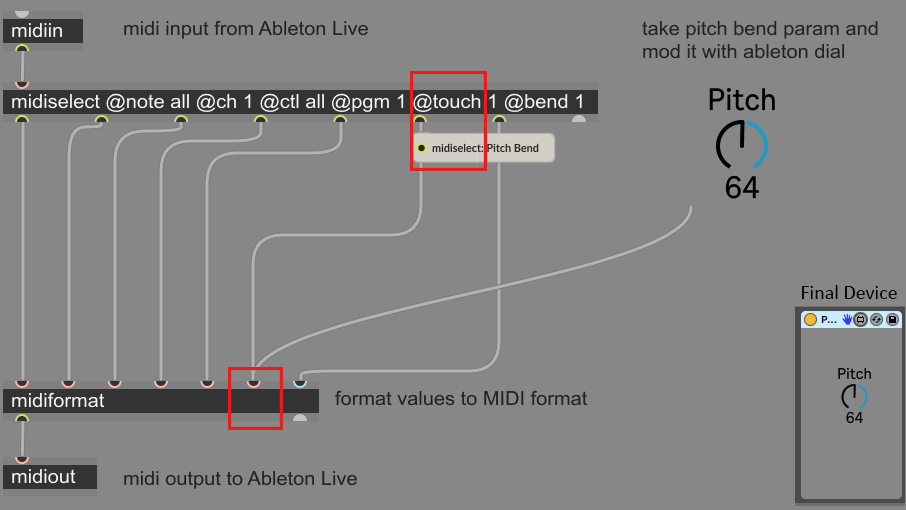 midiin
midi input from Ableton Live
take pitch bend param and
mod it with ableton dial
midiselect @note all @ch 1 @ctl all @pgm 1 @touch 1 @bend 1
Pitch
midiselect: Pitch Bend
64
Final Device
P...
Pitch
64
midiformat
format values to MIDI format
midiout
midi output to Ableton Live